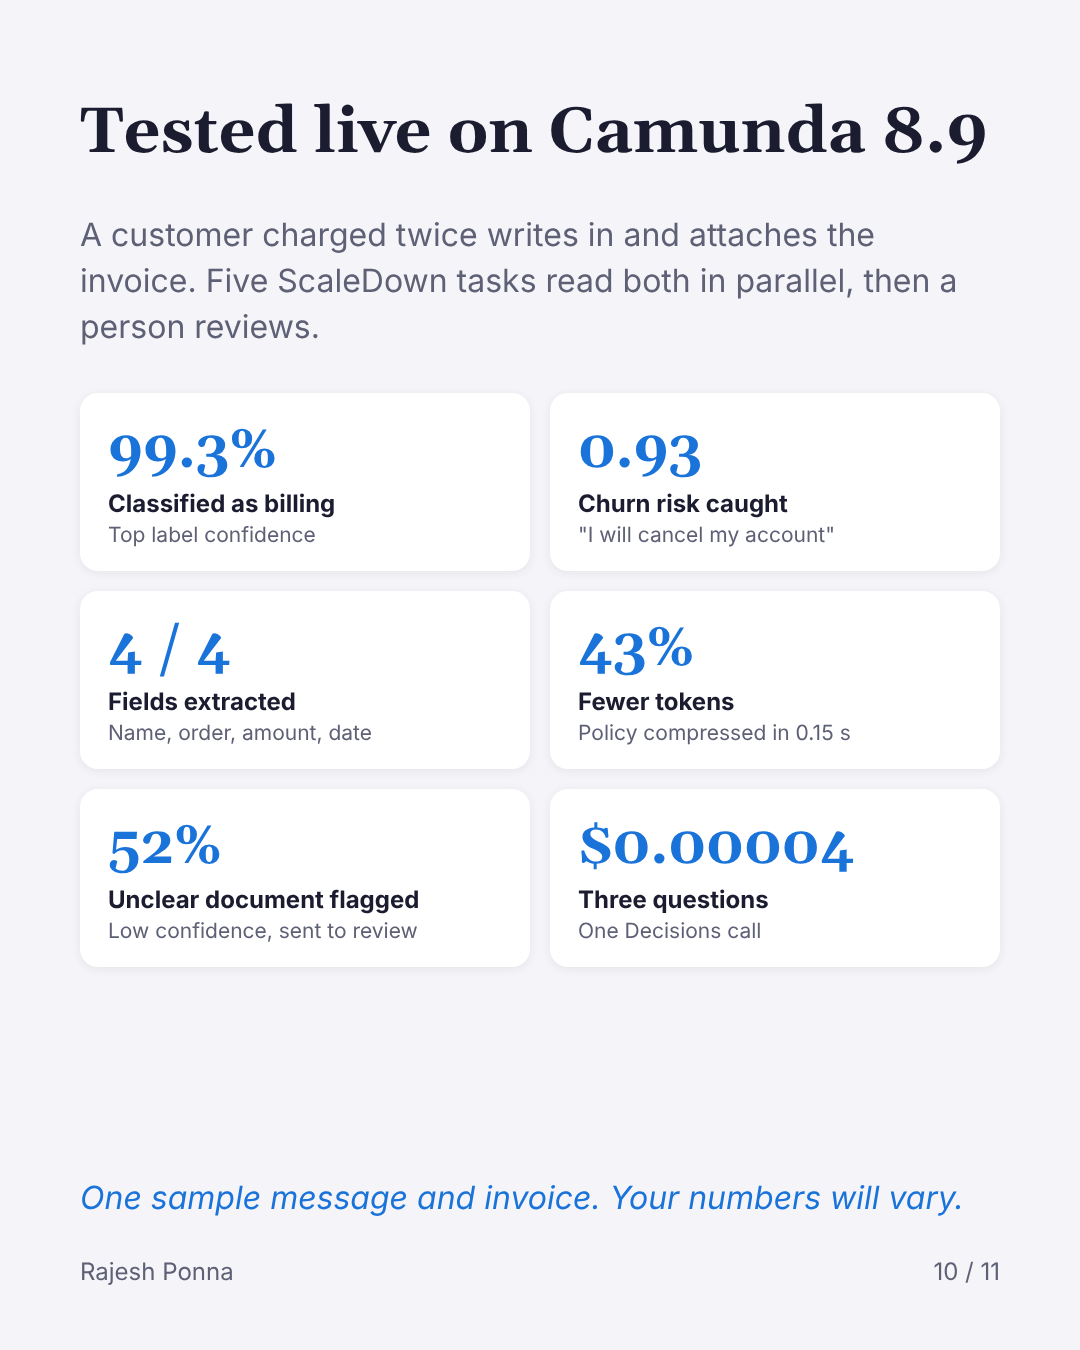 Tested live on Camunda 8.9
A customer charged twice writes in and attaches the
invoice. Five ScaleDown tasks read both in parallel, then a
person reviews.
99.3%
Classified as billing
Top label confidence
0.93
Churn risk caught
"I will cancel my account"
4 / 4
Fields extracted
Name, order, amount, date
43%
Fewer tokens
Policy compressed in 0.15 s
52%
Unclear document flagged
Low confidence, sent to review
$0.00004
Three questions
One Decisions call
One sample message and invoice. Your numbers will vary.
Rajesh Ponna
10 / 11